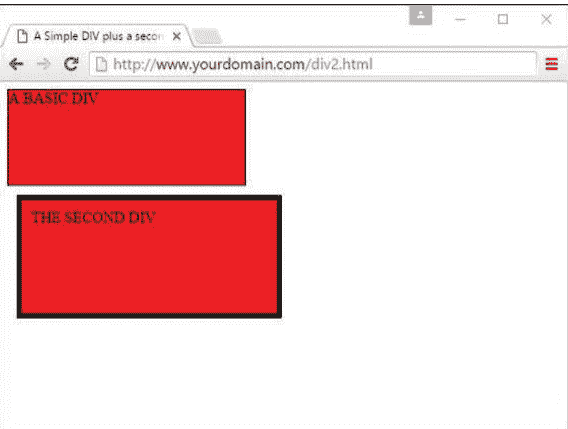 A Simple DIV plus a secon
http://www.yourdomain.com/div2.html
A BASIC DIV
THE SECOND DIV